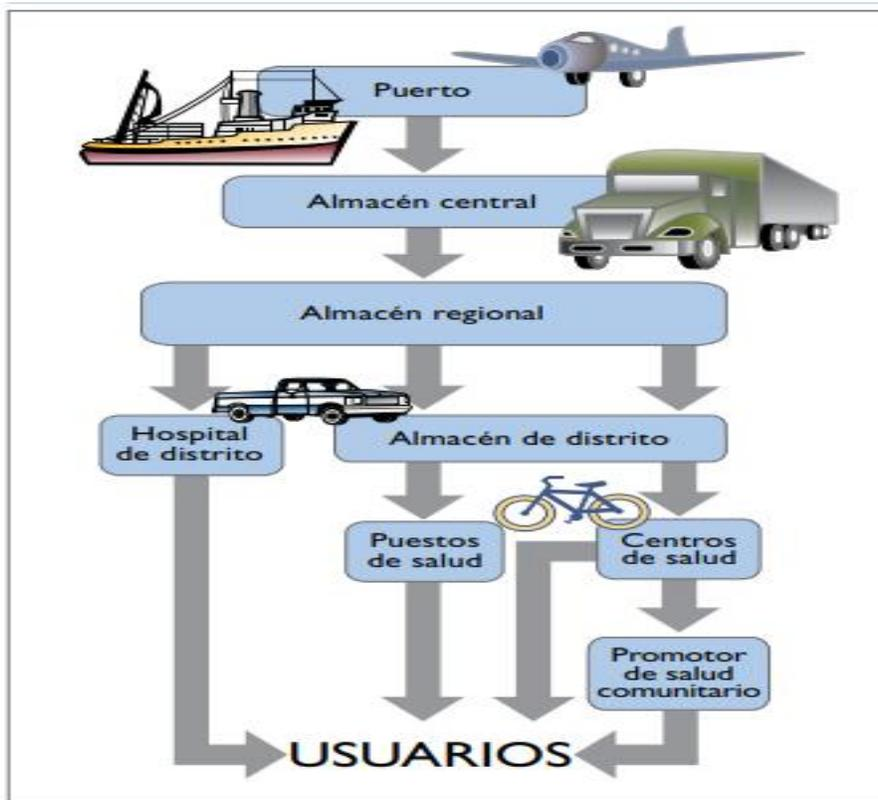 Puerto
Almacén central
Almacén regional
Hospital
de distrito
Almacén de distrito
Puestos
de salud
Centros
de salud
Promotor
de salud
comunitario
USUARIOS